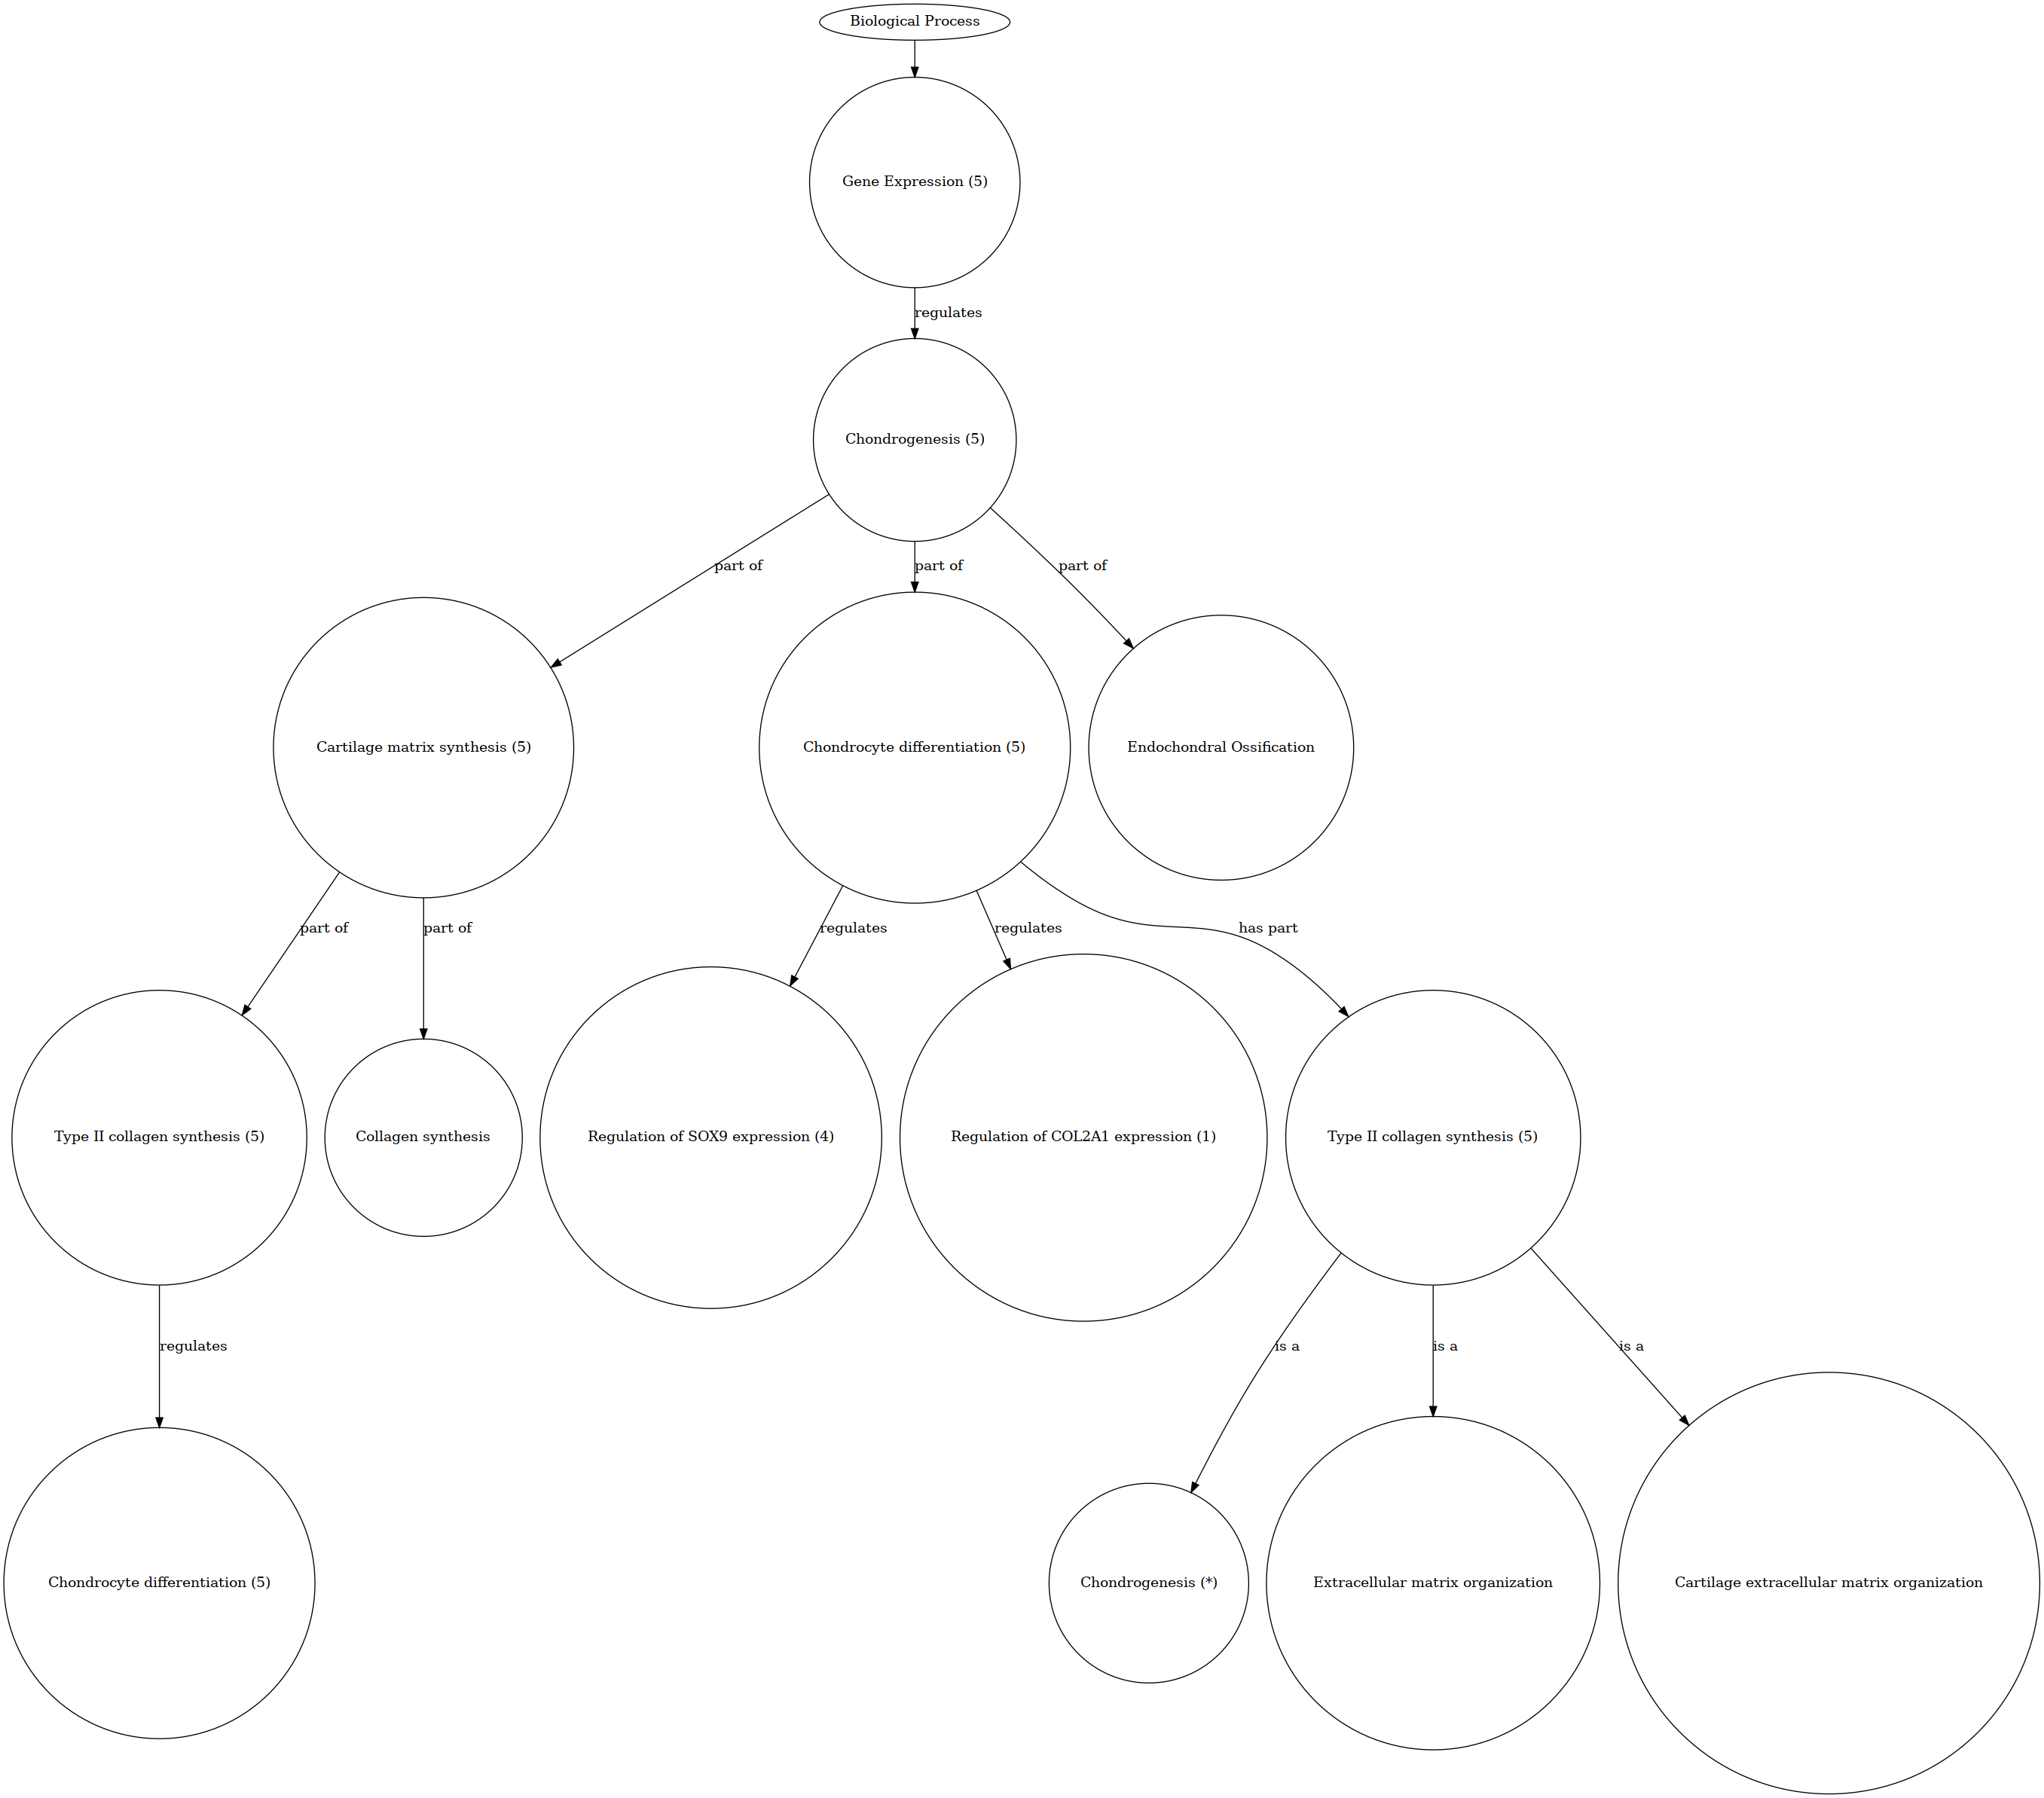 Biological Process
Gene Expression (5)
regulates
Chondrogenesis (5)
part of
part of
part of
Cartilage matrix synthesis (5)
Chondrocyte differentiation (5)
Endochondral Ossification
part of
part of
regulates
regulates
has part
Type II collagen synthesis (5)
Collagen synthesis
Regulation of SOX9 expression (4)
Regulation of COL2A1 expression (1)
Type II collagen synthesis (5)
regulates
is a
is a
is a
Chondrocyte differentiation (5)
Chondrogenesis (*)
Extracellular matrix organization
Cartilage extracellular matrix organization